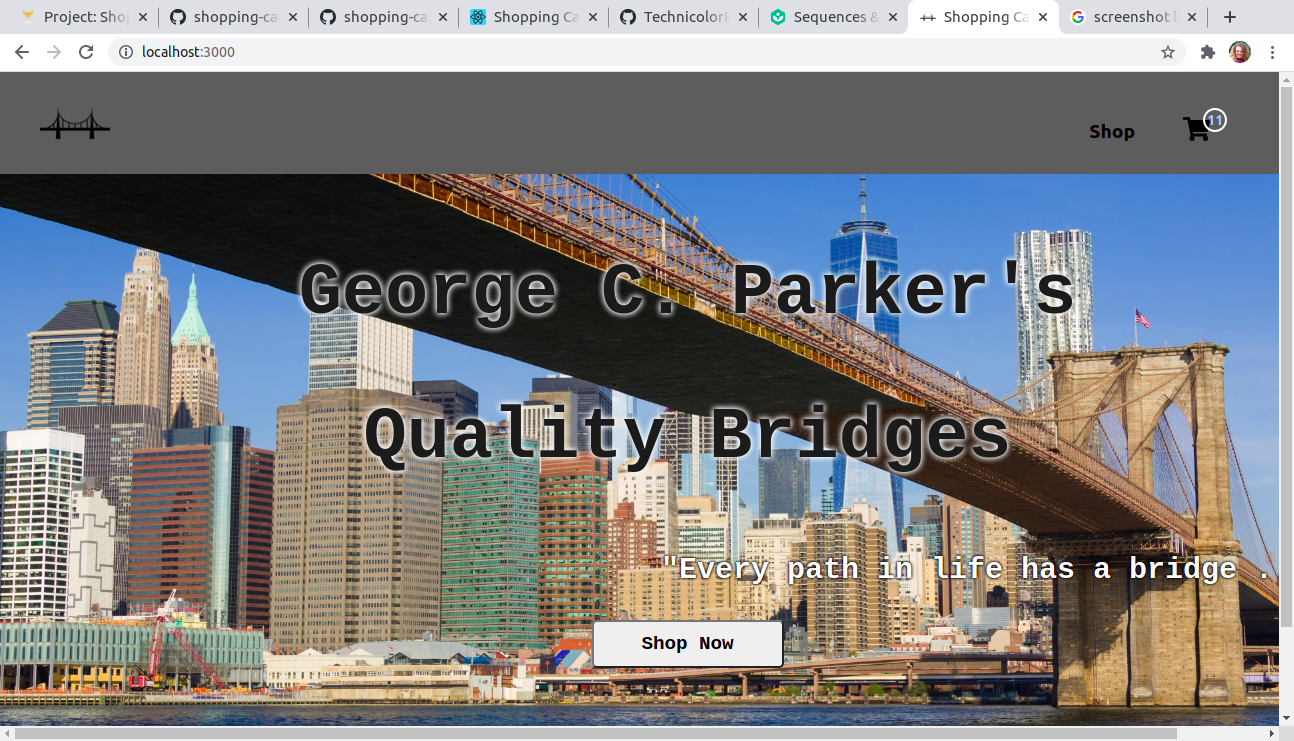 Project: Shop
shopping-ca
shopping-ca
Shopping Ca
Technicolor
Sequences &
Shopping Ca
screenshot
localhost:3000
Shop
11
George C. Parker's
Quality Bridges
"Every path in life has a bridge .
Shop Now